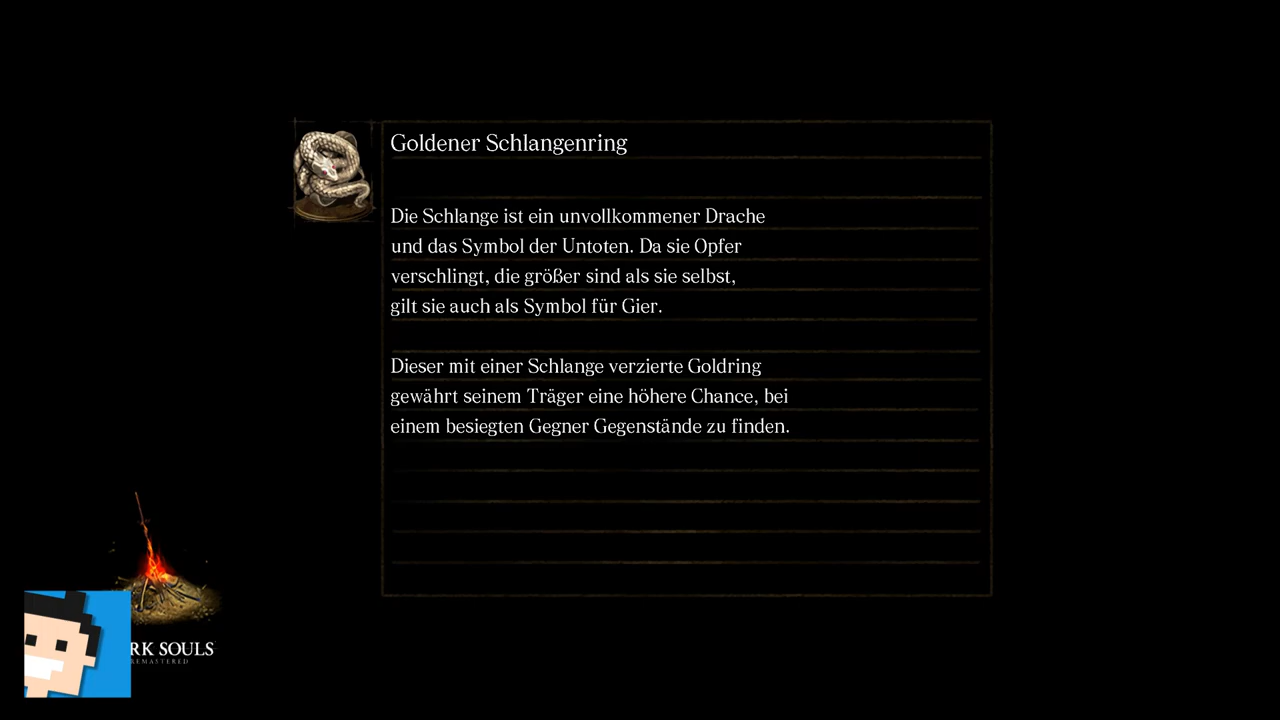 Goldener Schlangenring
Die Schlange ist ein unvollkommener Drache
und das Symbol der Untoten. Da sie Opfer
verschlingt, die größer sind als sie selbst,
gilt sie auch als Symbol für Gier.
Dieser mit einer Schlange verzierte Goldring
gewährt seinem Träger eine höhere Chance, bei
einem besiegten Gegner Gegenstände zu finden.
RK SOULS
REMASTERED